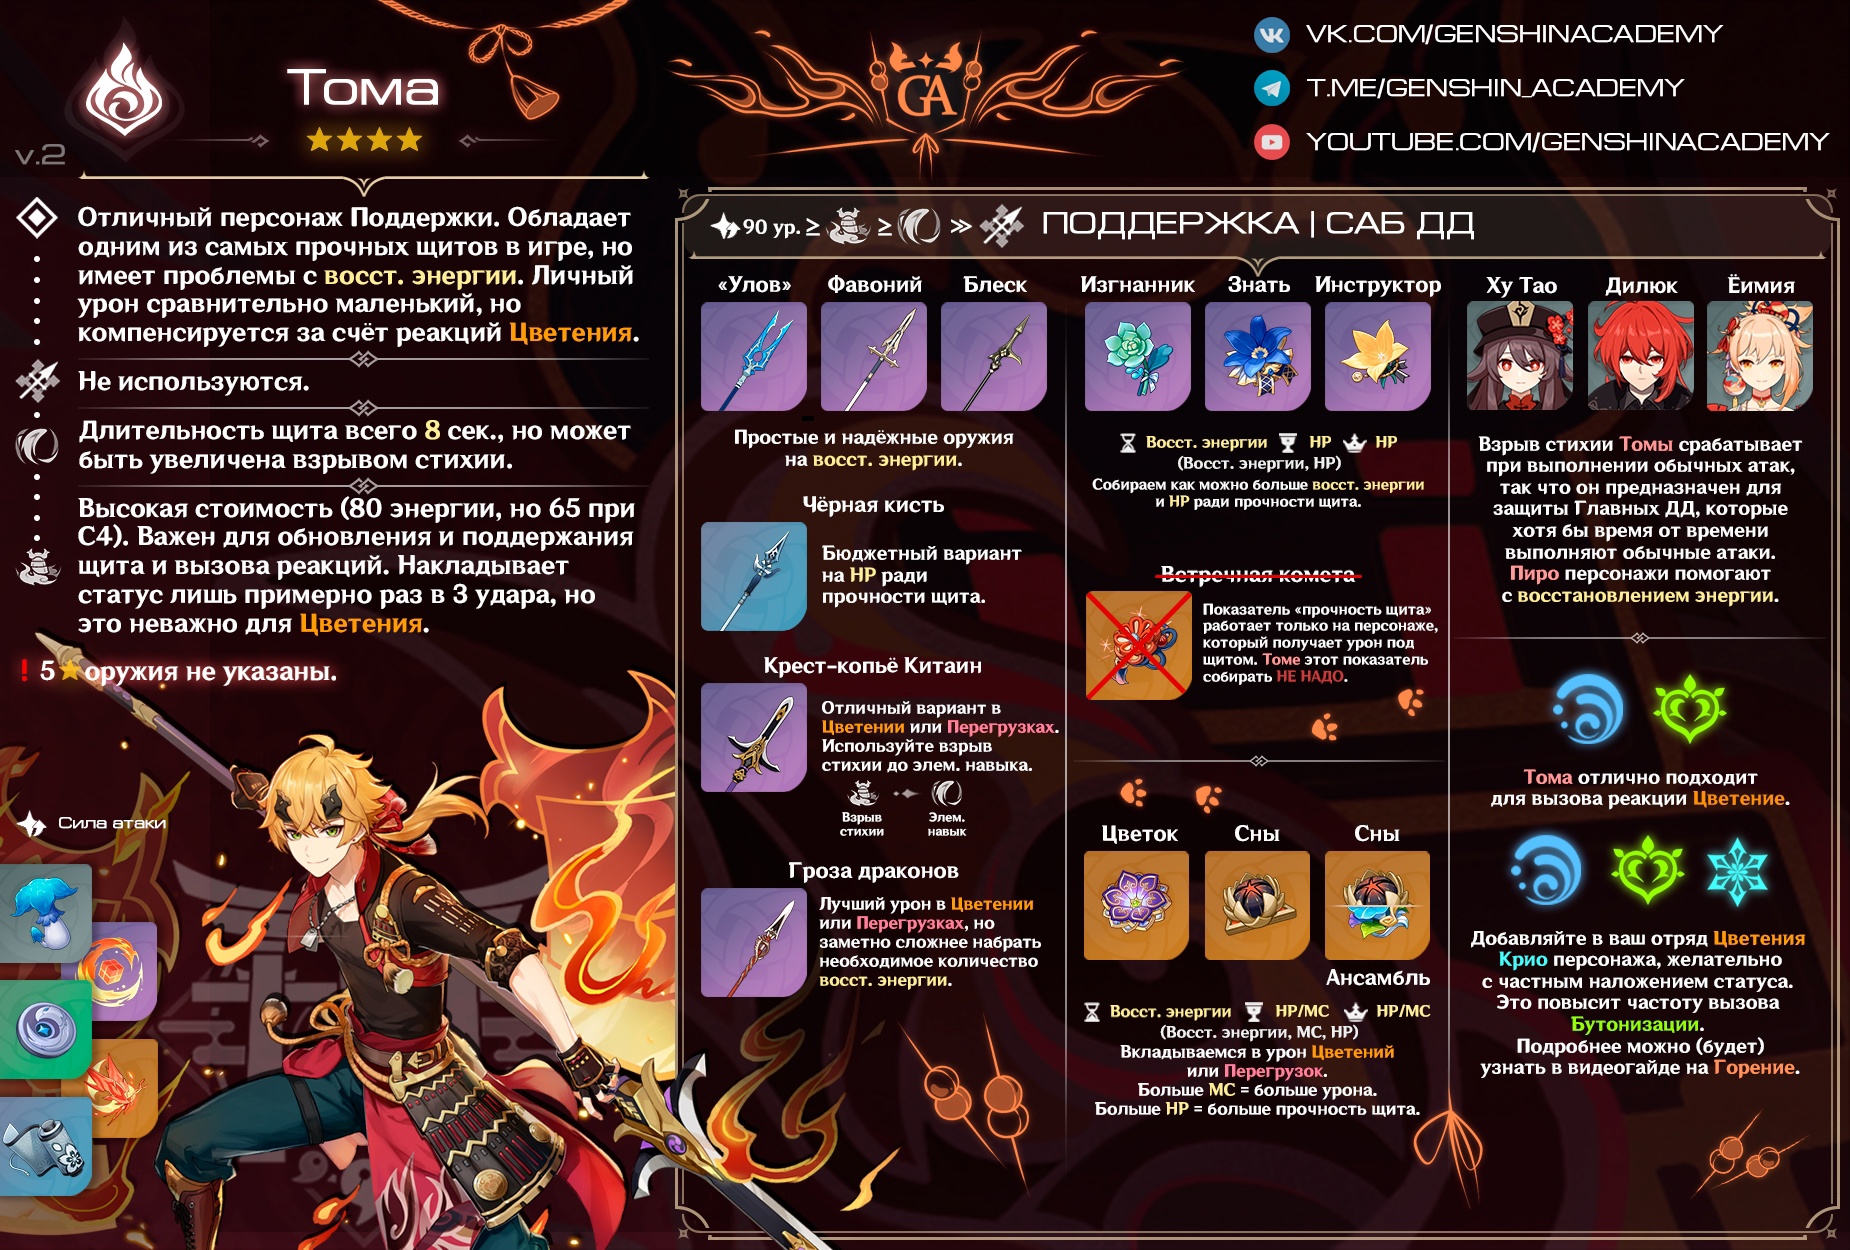 Тома
v.2
GA
VK.COM/GENSHINACADEMY
T.ME/GENSHIN_ACADEMY
YOUTUBE.COM/GENSHINACADEMY
Отличный персонаж Поддержки. Обладает
одним из самых прочных щитов в игре, но
имеет проблемы с восст. энергии. Личный
урон сравнительно маленький, но
компенсируется за счёт реакций Цветения.
Не используются.
Длительность щита всего 8 сек., но может
быть увеличена взрывом стихии.
Высокая стоимость (80 энергии, но 65 при
С4). Важен для обновления и поддержания
щита и вызова реакций. Накладывает
статус лишь примерно раз в 3 удара, но
это неважно для Цветения.
! 5★оружия не указаны.
Сила атаки
90 ур. ≥ ≥ » ПОДДЕРЖКА | САБ ДД
«Улов» Фавоний Блеск
Простые и надёжные оружия
на восст. энергии.
Чёрная кисть
Бюджетный вариант
на HP ради
прочности щита.
Крест-копьё Китаин
Отличный вариант в
Цветении или Перегрузках.
Используйте взрыв
стихии до элем. навыка.
Взрыв стихии
Элем. навык
Гроза драконов
Лучший урон в Цветении
или Перегрузках, но
заметно сложнее набрать
необходимое количество
восст. энергии.
Изгнанник Знать Инструктор
Восст. энергии HP HP
(Восст. энергии, HP)
Собираем как можно больше восст. энергии
и HP ради прочности щита.
Встречная комета
Показатель «прочность щита»
работает только на персонаже,
который получает урон под
щитом. Томе этот показатель
собирать НЕ НАДО.
Цветок Сны Сны
Ансамбль
Восст. энергии HP/МС HP/МС
(Восст. энергии, МС, HP)
Вкладываемся в урон Цветений
или Перегрузок.
Больше МС = больше урона.
Больше HP = больше прочность щита.
Ху Тао Дилюк Ёимия
Взрыв стихии Томы срабатывает
при выполнении обычных атак,
так что он предназначен для
защиты Главных ДД, которые
хотя бы время от времени
выполняют обычные атаки.
Пиро персонажи помогают
с восстановлением энергии.
Тома отлично подходит
для вызова реакции Цветение.
Добавляйте в ваш отряд Цветения
Крио персонажа, желательно
с частным наложением статуса.
Это повысит частоту вызова
Бутонизации.
Подробнее можно (будет)
узнать в видеогайде на Горение.